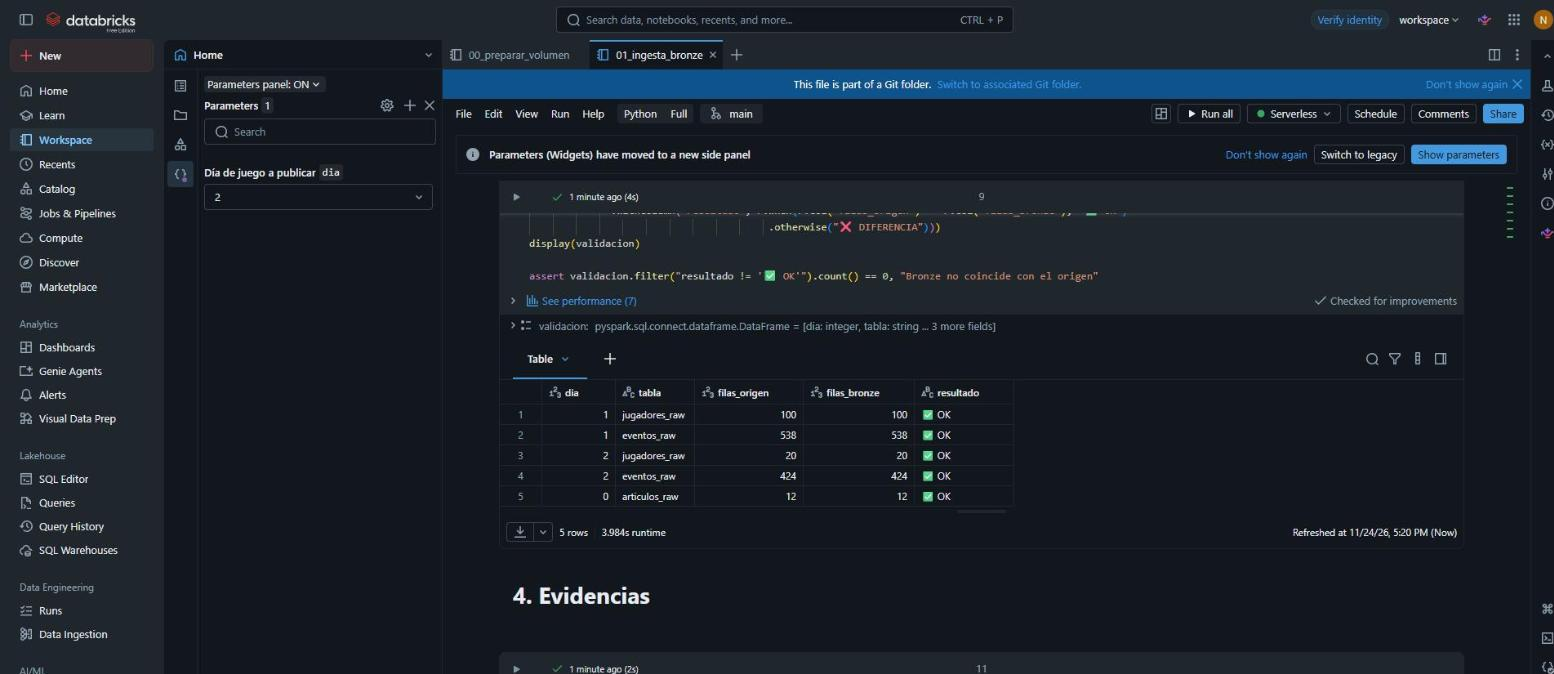 databricks
Free Edition
Search data, notebooks, recents, and more...
CTRL + P
Verify identity
workspace
N
New
Home
Learn
Workspace
Recents
Catalog
Jobs & Pipelines
Compute
Discover
Marketplace
Analytics
Dashboards
Genie Agents
Alerts
Visual Data Prep
Lakehouse
SQL Editor
Queries
Query History
SQL Warehouses
Data Engineering
Runs
Data Ingestion
AI/ML
Home
Parameters panel: ON
Parameters 1
Search
Día de juego a publicar dia
2
00_preparar_volumen
01_ingesta_bronze
This file is part of a Git folder. Switch to associated Git folder.
Don't show again
File Edit View Run Help Python Full main
Run all Serverless Schedule Comments Share
Parameters (Widgets) have moved to a new side panel
Don't show again Switch to legacy Show parameters
1 minute ago (4s) 9
.otherwise("❌ DIFERENCIA")))
display(validacion)
assert validacion.filter("resultado != '✅ OK'").count() == 0, "Bronze no coincide con el origen"
See performance (7)
Checked for improvements
validacion: pyspark.sql.connect.dataframe.DataFrame = [dia: integer, tabla: string ... 3 more fields]
Table
dia tabla filas_origen filas_bronze resultado
1 1 jugadores_raw 100 100 ✅ OK
2 1 eventos_raw 538 538 ✅ OK
3 2 jugadores_raw 20 20 ✅ OK
4 2 eventos_raw 424 424 ✅ OK
5 0 articulos_raw 12 12 ✅ OK
5 rows 3.984s runtime
Refreshed at 11/24/26, 5:20 PM (Now)
4. Evidencias
1 minute ago (2s) 11